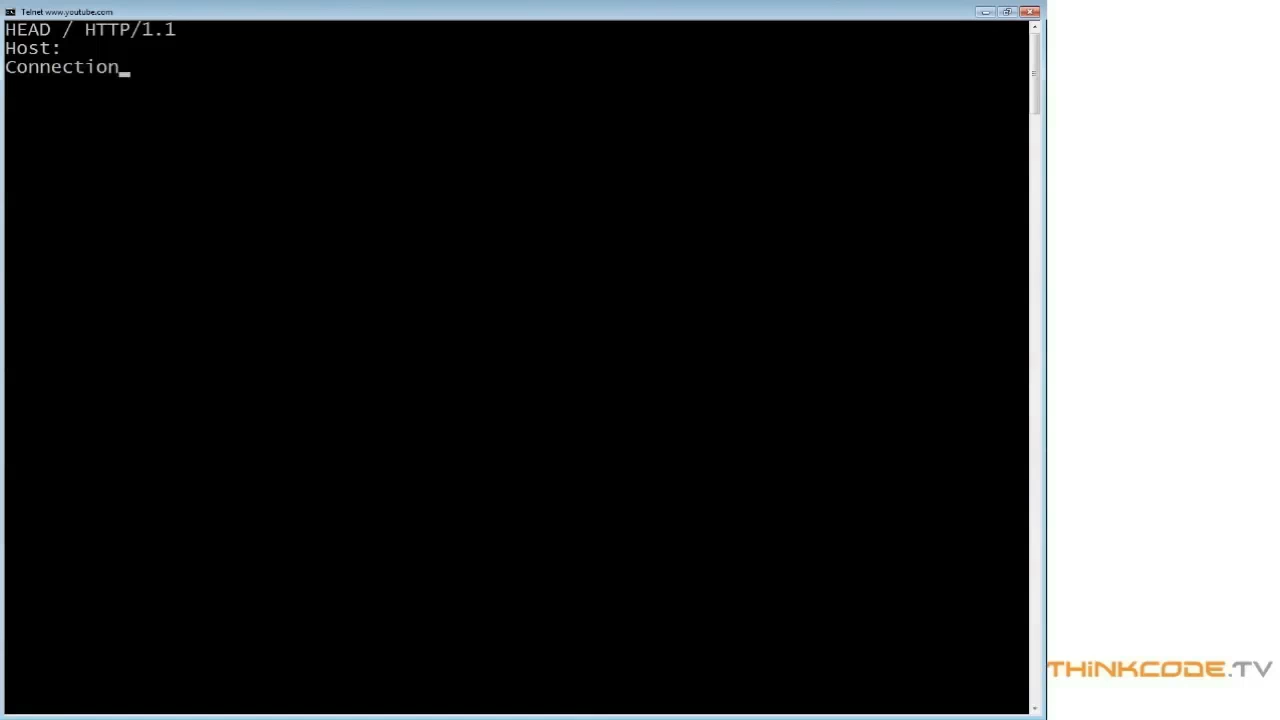 Telnet www.youtube.com
HEAD / HTTP/1.1
Host:
Connection
THiNKCODE.TV